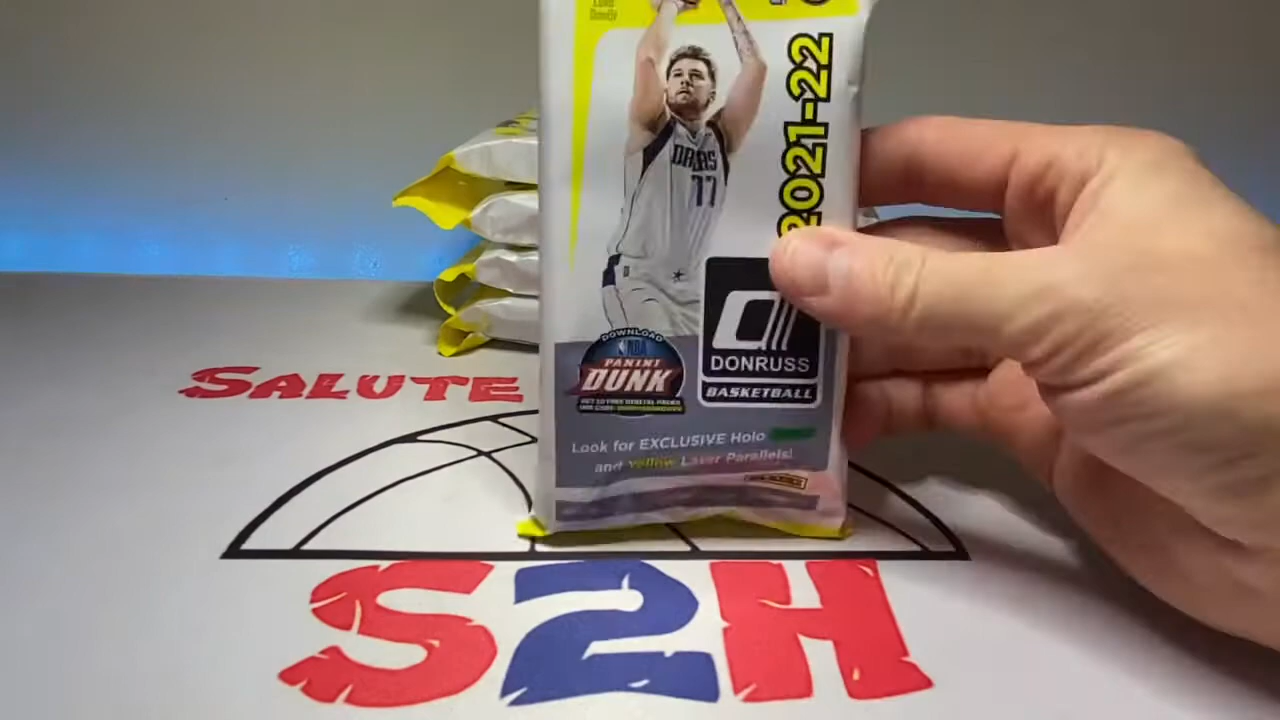 2021-22
DALLAS
77
DOWNLOAD
NBA
PANINI
DUNK
DONRUSS
BASKETBALL
Look for EXCLUSIVE Holo
and Yellow Laser Parallels!
SALUTE
S2H